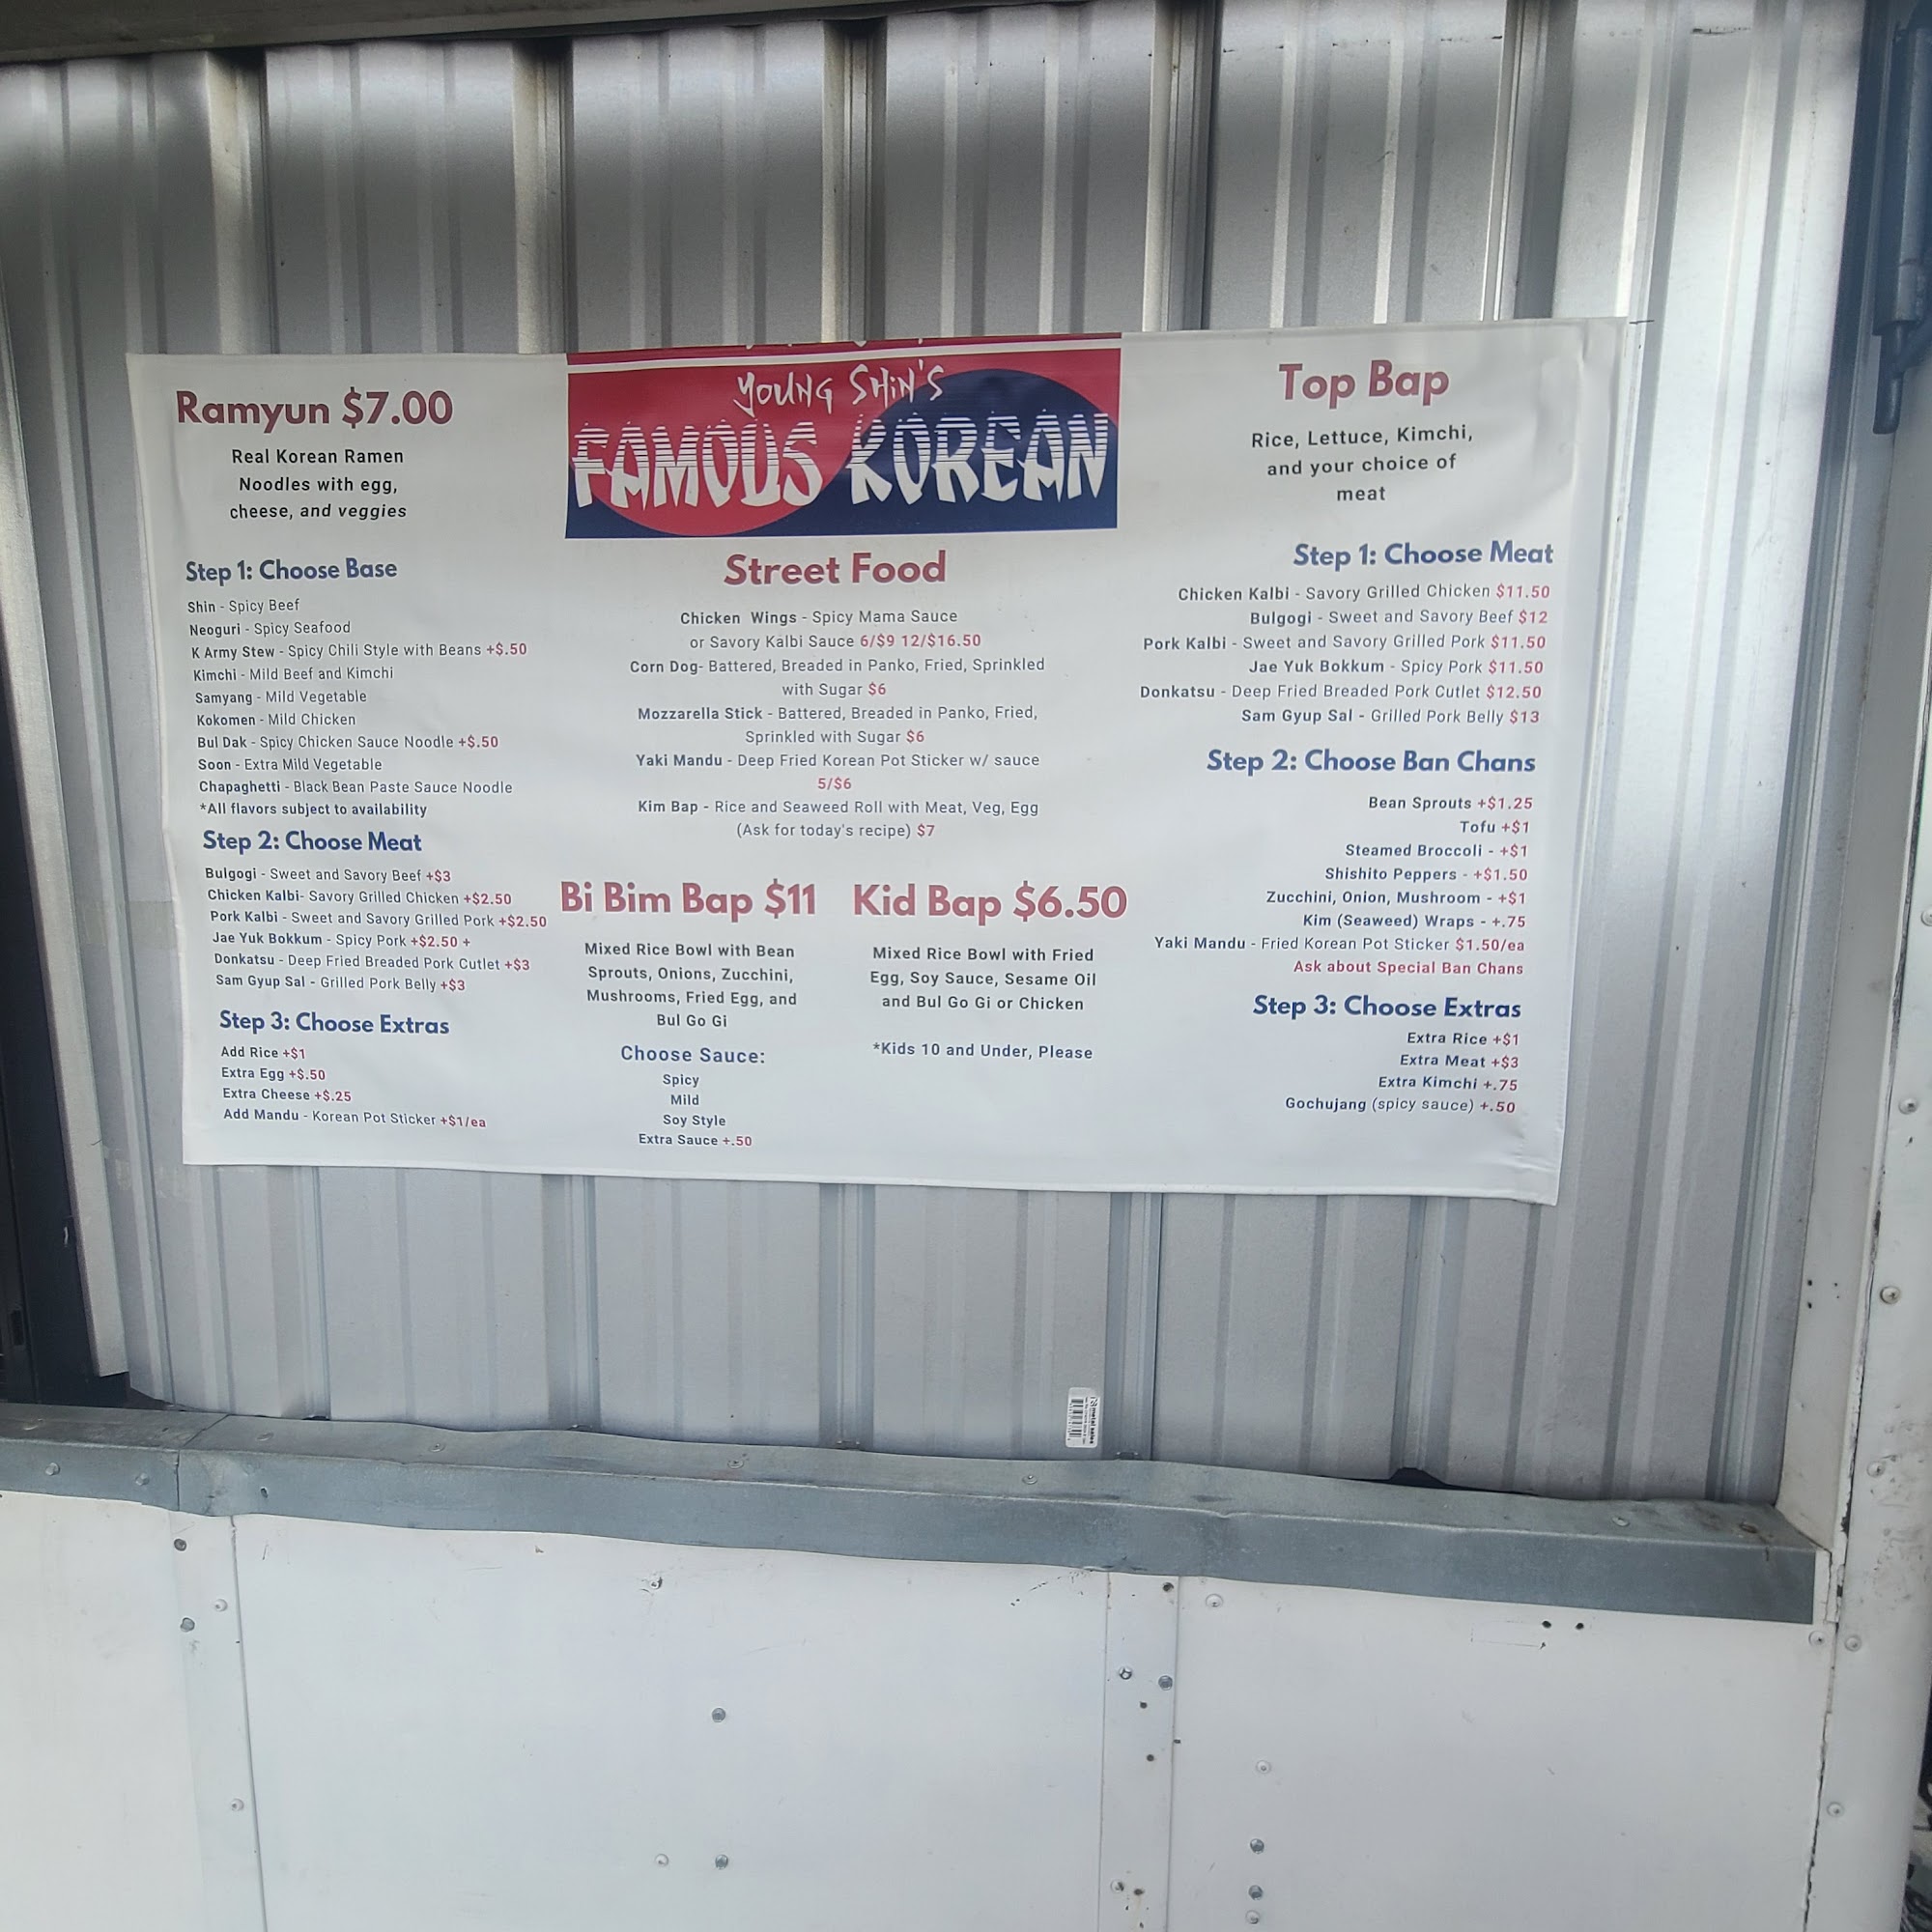 Ramyun $7.00
Real Korean Ramen
Noodles with egg,
cheese, and veggies
Step 1: Choose Base
Shin - Spicy Beef
Neoguri - Spicy Seafood
K Army Stew - Spicy Chili Style with Beans +$.50
Kimchi - Mild Beef and Kimchi
Samyang - Mild Vegetable
Kokomen - Mild Chicken
Bul Dak - Spicy Chicken Sauce Noodle +$.50
Soon - Extra Mild Vegetable
Chapaghetti - Black Bean Paste Sauce Noodle
*All flavors subject to availability
Step 2: Choose Meat
Bulgogi - Sweet and Savory Beef +$3
Chicken Kalbi- Savory Grilled Chicken +$2.50
Pork Kalbi - Sweet and Savory Grilled Pork +$2.50
Jae Yuk Bokkum - Spicy Pork +$2.50 +
Donkatsu - Deep Fried Breaded Pork Cutlet +$3
Sam Gyup Sal - Grilled Pork Belly +$3
Step 3: Choose Extras
Add Rice +$1
Extra Egg +$.50
Extra Cheese +$.25
Add Mandu - Korean Pot Sticker +$1/ea
YOUNG SHiN'S
FAMOUS KOREAN
Street Food
Chicken Wings - Spicy Mama Sauce
or Savory Kalbi Sauce 6/$9 12/$16.50
Corn Dog- Battered, Breaded in Panko, Fried, Sprinkled
with Sugar $6
Mozzarella Stick - Battered, Breaded in Panko, Fried,
Sprinkled with Sugar $6
Yaki Mandu - Deep Fried Korean Pot Sticker w/ sauce
5/$6
Kim Bap - Rice and Seaweed Roll with Meat, Veg, Egg
(Ask for today's recipe) $7
Bi Bim Bap $11
Mixed Rice Bowl with Bean
Sprouts, Onions, Zucchini,
Mushrooms, Fried Egg, and
Bul Go Gi
Choose Sauce:
Spicy
Mild
Soy Style
Extra Sauce +.50
Kid Bap $6.50
Mixed Rice Bowl with Fried
Egg, Soy Sauce, Sesame Oil
and Bul Go Gi or Chicken
*Kids 10 and Under, Please
Top Bap
Rice, Lettuce, Kimchi,
and your choice of
meat
Step 1: Choose Meat
Chicken Kalbi - Savory Grilled Chicken $11.50
Bulgogi - Sweet and Savory Beef $12
Pork Kalbi - Sweet and Savory Grilled Pork $11.50
Jae Yuk Bokkum - Spicy Pork $11.50
Donkatsu - Deep Fried Breaded Pork Cutlet $12.50
Sam Gyup Sal - Grilled Pork Belly $13
Step 2: Choose Ban Chans
Bean Sprouts +$1.25
Tofu +$1
Steamed Broccoli - +$1
Shishito Peppers - +$1.50
Zucchini, Onion, Mushroom - +$1
Kim (Seaweed) Wraps - +.75
Yaki Mandu - Fried Korean Pot Sticker $1.50/ea
Ask about Special Ban Chans
Step 3: Choose Extras
Extra Rice +$1
Extra Meat +$3
Extra Kimchi +.75
Gochujang (spicy sauce) +.50
metal sales